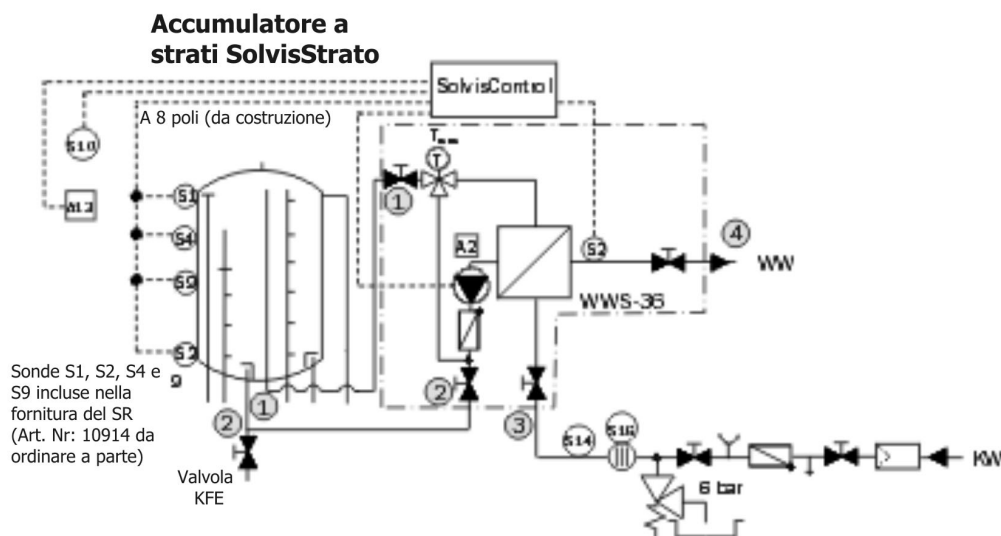 Accumulatore a
strati SolvisStrato
SolvisControl
A 8 poli (da costruzione)
S10
A13
S1
S4
S9
T
1
A2
S2
4
WW
WWS-36
Sonde S1, S2, S4 e
S9 incluse nella
fornitura del SR
(Art. Nr: 10914 da
ordinare a parte)
9
1
2
2
3
Valvola
KFE
S14
S16
6 bar
KW